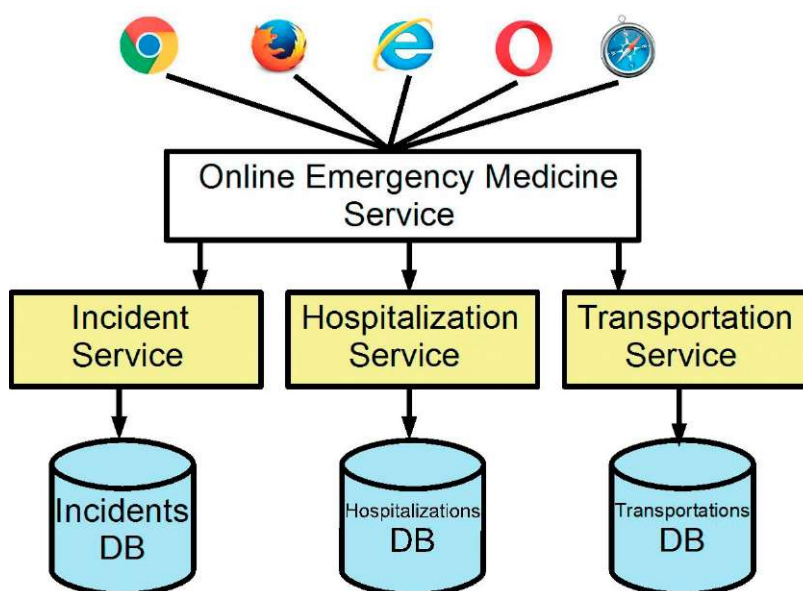 Online Emergency Medicine
Service
Incident
Service
Hospitalization
Service
Transportation
Service
Incidents
DB
Hospitalizations
DB
Transportations
DB